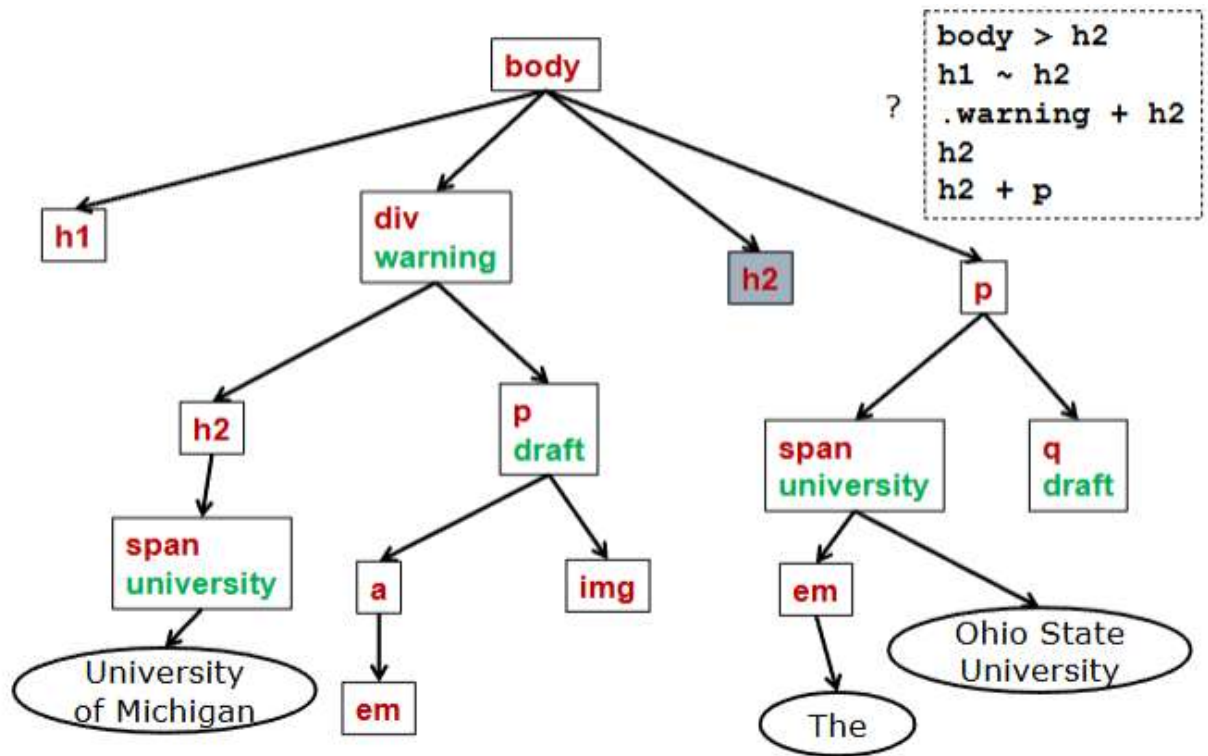 body
body > h2
h1 ~ h2
?
.warning + h2
h2
h2 + p
h1
div
warning
h2
p
h2
p
draft
span
university
q
draft
span
university
a
img
em
University
of Michigan
em
Ohio State
University
The